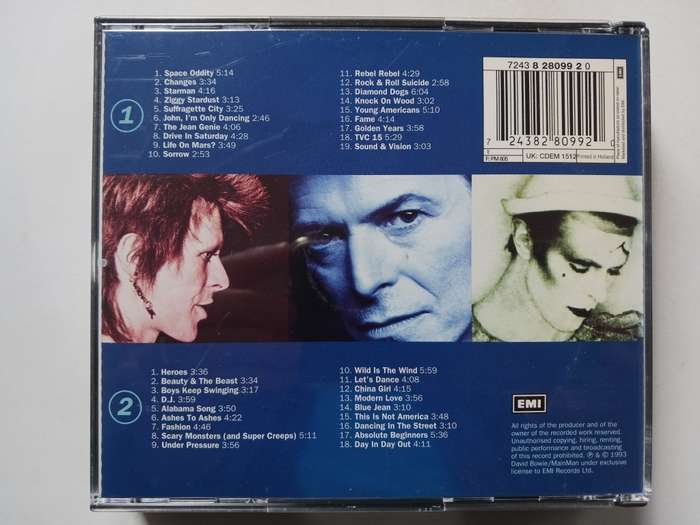 1
1. Space Oddity 5:14
2. Changes 3:34
3. Starman 4:16
4. Ziggy Stardust 3:13
5. Suffragette City 3:25
6. John, I'm Only Dancing 2:46
7. The Jean Genie 4:06
8. Drive In Saturday 4:28
9. Life On Mars? 3:49
10. Sorrow 2:53
11. Rebel Rebel 4:29
12. Rock & Roll Suicide 2:58
13. Diamond Dogs 6:04
14. Knock On Wood 3:02
15. Young Americans 5:10
16. Fame 4:14
17. Golden Years 3:58
18. TVC 15 5:29
19. Sound & Vision 3:03
7243 8 28099 2 0
7 24382 80992 0
F: PM 605
UK: CDEM 1512
Printed in Holland
EMI
2
1. Heroes 3:36
2. Beauty & The Beast 3:34
3. Boys Keep Swinging 3:17
4. D.J. 3:59
5. Alabama Song 3:50
6. Ashes To Ashes 4:22
7. Fashion 4:46
8. Scary Monsters (and Super Creeps) 5:11
9. Under Pressure 3:56
10. Wild Is The Wind 5:59
11. Let's Dance 4:08
12. China Girl 4:15
13. Modern Love 3:56
14. Blue Jean 3:10
15. This Is Not America 3:48
16. Dancing In The Street 3:10
17. Absolute Beginners 5:36
18. Day In Day Out 4:11
EMI
All rights of the producer and of the
owner of the recorded work reserved.
Unauthorised copying, hiring, renting,
public performance and broadcasting
of this record prohibited. ℗ & © 1993
David Bowie/MainMan under exclusive
license to EMI Records Ltd.